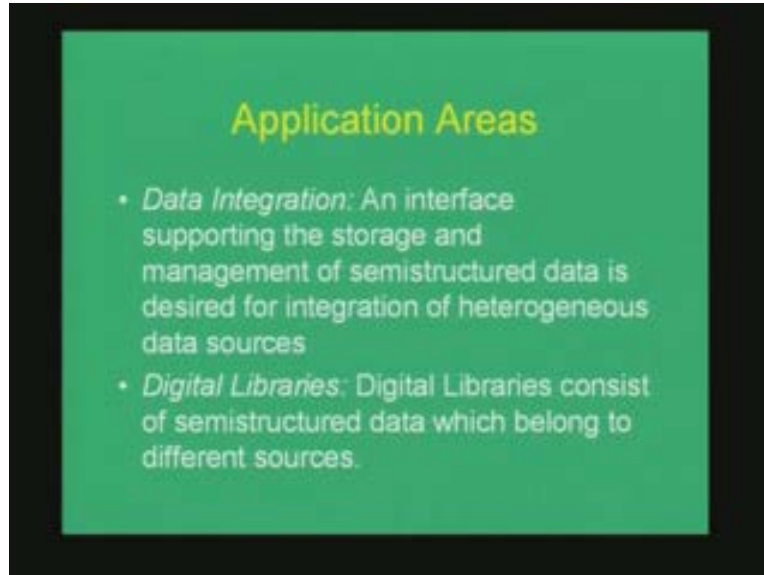 Application Areas
• Data Integration: An interface
supporting the storage and
management of semistructured data is
desired for integration of heterogeneous
data sources
• Digital Libraries: Digital Libraries consist
of semistructured data which belong to
different sources.